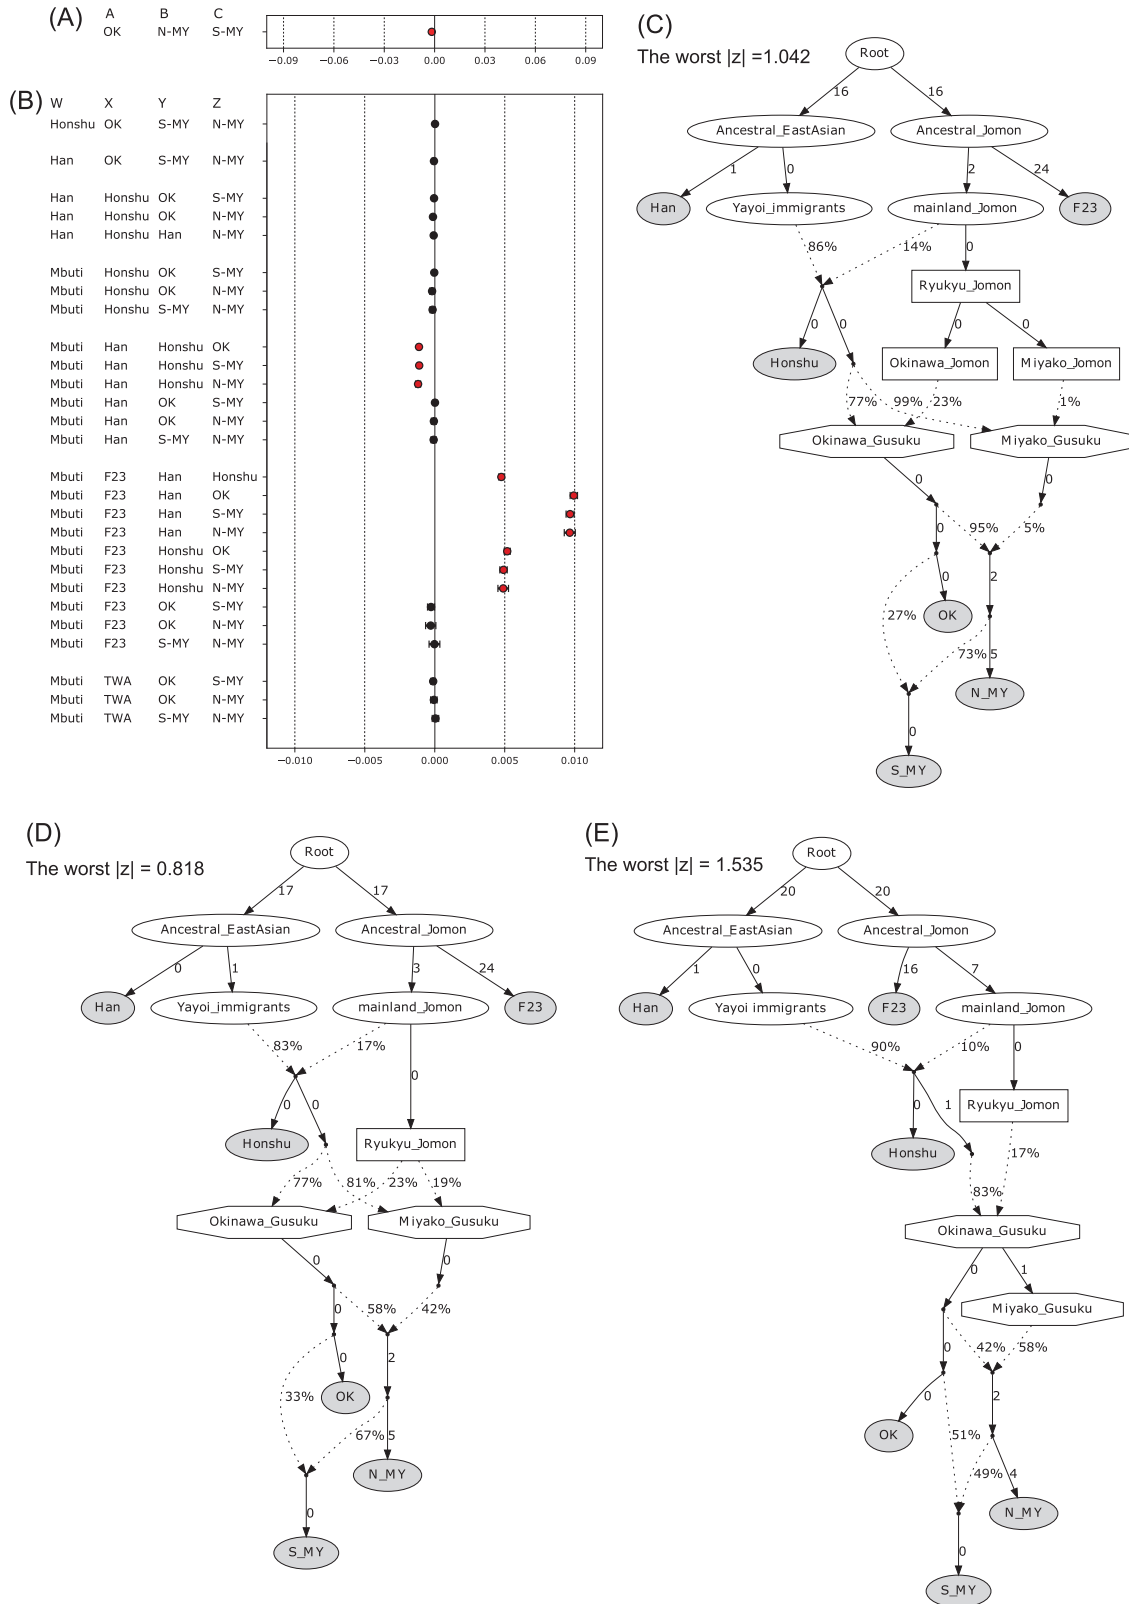 (A)
A B C
OK N-MY S-MY
−0.09 −0.06 −0.03 0.00 0.03 0.06 0.09
(B)
W X Y Z
Honshu OK S-MY N-MY
Han OK S-MY N-MY
Han Honshu OK S-MY
Han Honshu OK N-MY
Han Honshu Han N-MY
Mbuti Honshu OK S-MY
Mbuti Honshu OK N-MY
Mbuti Honshu S-MY N-MY
Mbuti Han Honshu OK
Mbuti Han Honshu S-MY
Mbuti Han Honshu N-MY
Mbuti Han OK S-MY
Mbuti Han OK N-MY
Mbuti Han S-MY N-MY
Mbuti F23 Han Honshu
Mbuti F23 Han OK
Mbuti F23 Han S-MY
Mbuti F23 Han N-MY
Mbuti F23 Honshu OK
Mbuti F23 Honshu S-MY
Mbuti F23 Honshu N-MY
Mbuti F23 OK S-MY
Mbuti F23 OK N-MY
Mbuti F23 S-MY N-MY
Mbuti TWA OK S-MY
Mbuti TWA OK N-MY
Mbuti TWA S-MY N-MY
−0.010 −0.005 0.000 0.005 0.010
(C)
The worst |z| =1.042
Root
16 16
Ancestral_EastAsian Ancestral_Jomon
1 0 2 24
Han Yayoi_immigrants mainland_Jomon F23
86% 14% 0
Ryukyu_Jomon
0 0 0 0
Honshu Okinawa_Jomon Miyako_Jomon
77% 99% 23% 1%
Okinawa_Gusuku Miyako_Gusuku
0 0
0 95% 5%
0 2
27% OK
73% 5
N_MY
0
S_MY
(D)
The worst |z| = 0.818
Root
17 17
Ancestral_EastAsian Ancestral_Jomon
0 1 3 24
Han Yayoi_immigrants mainland_Jomon F23
83% 17%
0
0 0
Honshu Ryukyu_Jomon
77% 81% 23% 19%
Okinawa_Gusuku Miyako_Gusuku
0 0
0 58% 42%
0 2
33% OK
67% 5
N_MY
0
S_MY
(E)
The worst |z| = 1.535
Root
20 20
Ancestral_EastAsian Ancestral_Jomon
1 0 16 7
Han Yayoi immigrants F23 mainland_Jomon
90% 10% 0
0 1 Ryukyu_Jomon
Honshu 17%
83%
Okinawa_Gusuku
0 1
Miyako_Gusuku
0 42% 58%
0 2
OK 51%
49% 4
N_MY
0
S_MY